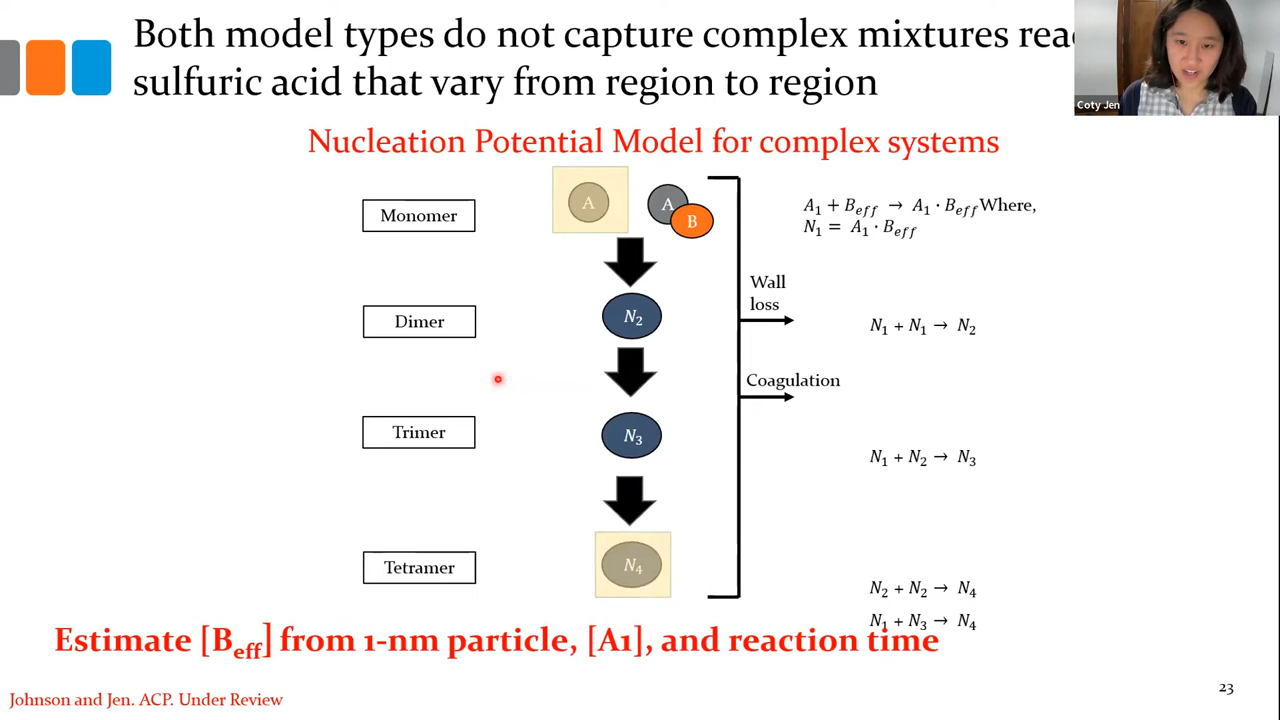 Both model types do not capture complex mixtures
sulfuric acid that vary from region to region
Coty Jen
Nucleation Potential Model for complex systems
Monomer
A
A
B
A₁ + B_eff → A₁ · B_eff Where,
N₁ = A₁ · B_eff
Wall
loss
Dimer
N₂
N₁ + N₁ → N₂
Coagulation
Trimer
N₃
N₁ + N₂ → N₃
Tetramer
N₄
N₂ + N₂ → N₄
N₁ + N₃ → N₄
Estimate [B_eff] from 1-nm particle, [A1], and reaction time
Johnson and Jen. ACP. Under Review
23